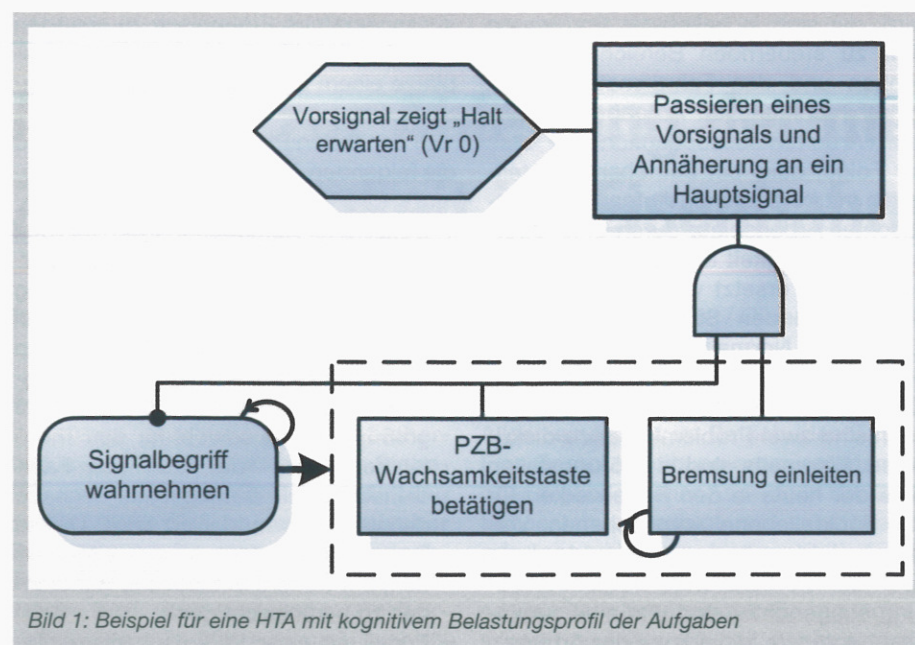 Vorsignal zeigt „Halt
erwarten“ (Vr 0)
Passieren eines
Vorsignals und
Annäherung an ein
Hauptsignal
Signalbegriff
wahrnehmen
PZB-
Wachsamkeitstaste
betätigen
Bremsung einleiten
Bild 1: Beispiel für eine HTA mit kognitivem Belastungsprofil der Aufgaben